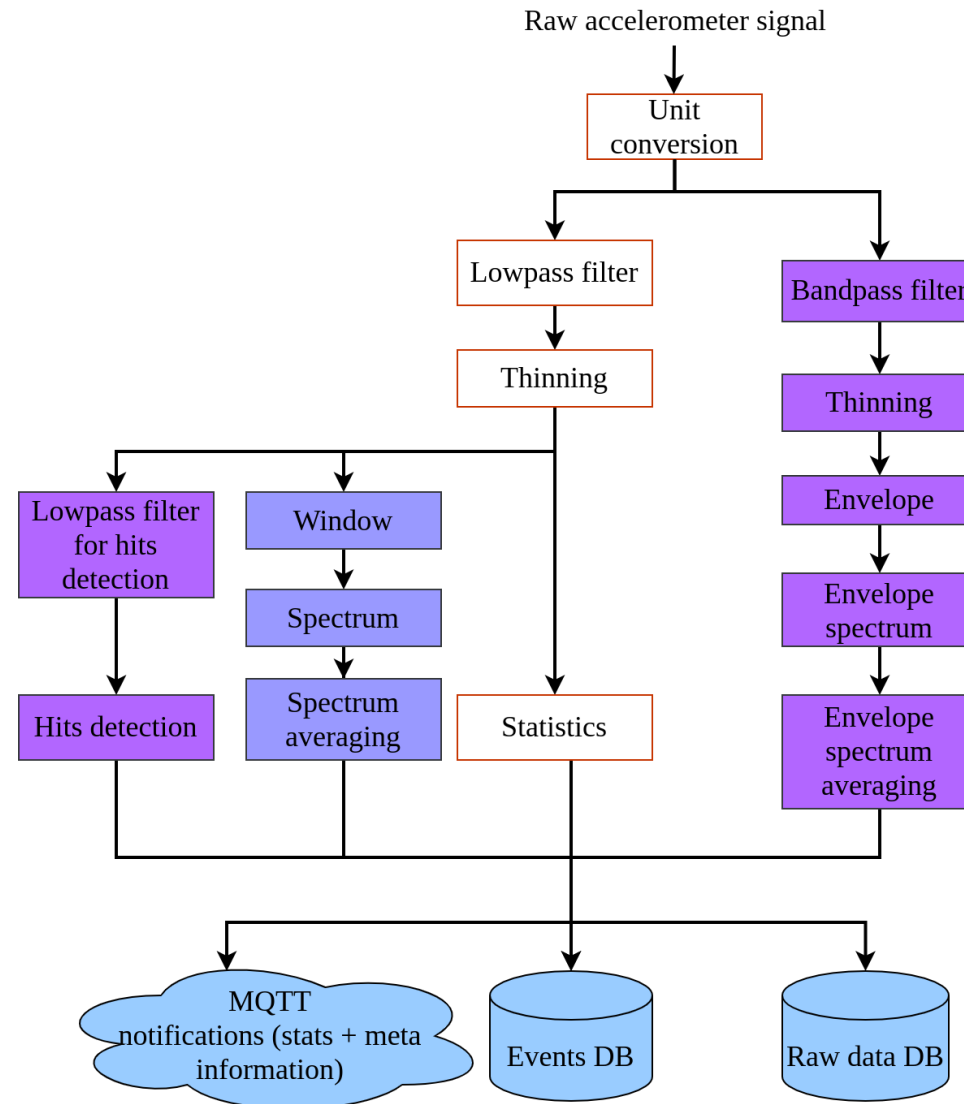 Raw accelerometer signal
Unit
conversion
Lowpass filter
Bandpass filter
Thinning
Thinning
Lowpass filter
for hits
detection
Window
Envelope
Spectrum
Envelope
spectrum
Hits detection
Spectrum
averaging
Statistics
Envelope
spectrum
averaging
MQTT
notifications (stats + meta
information)
Events DB
Raw data DB